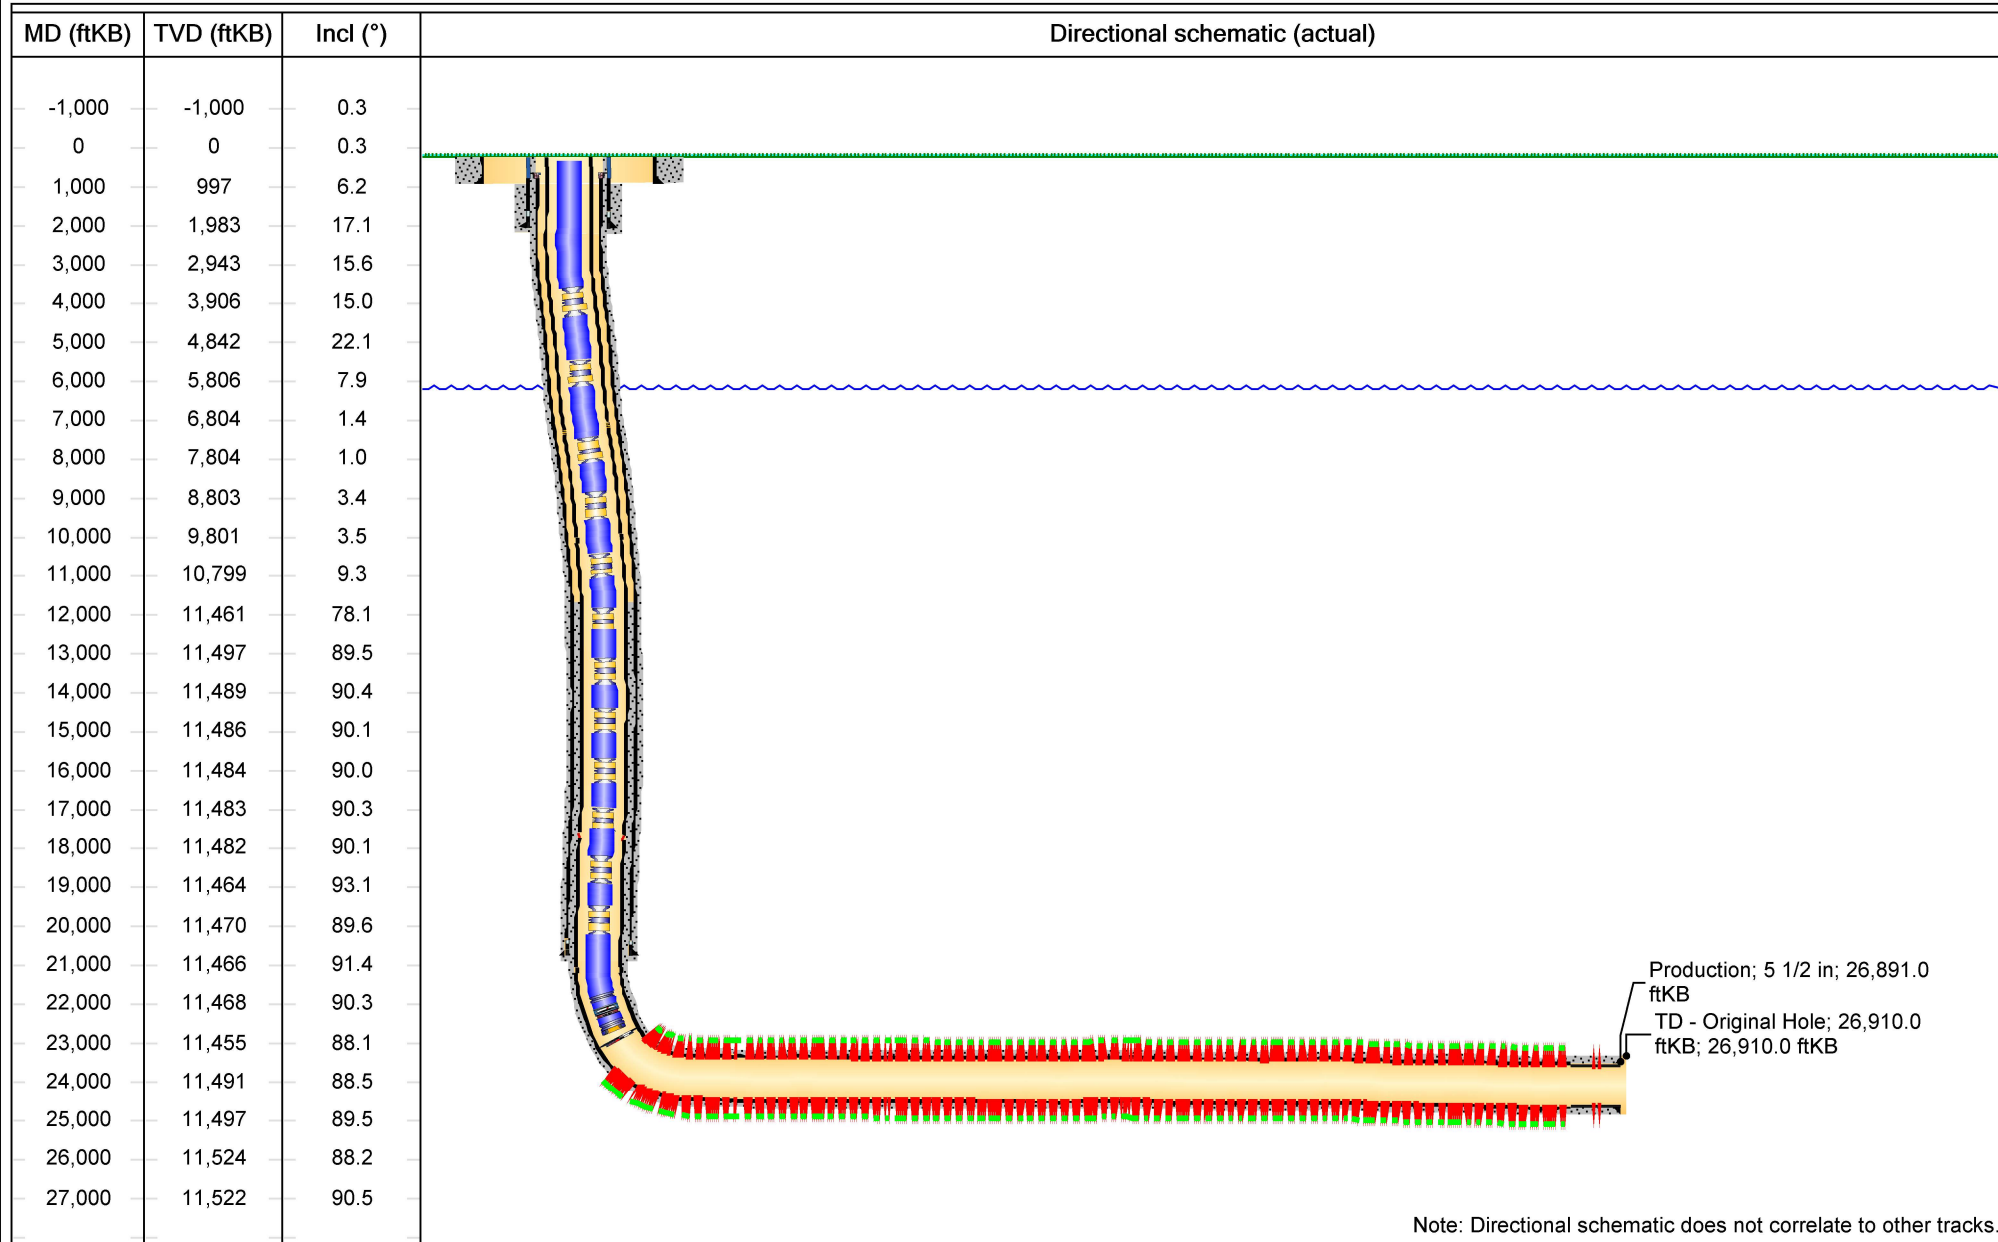 MD (ftKB) TVD (ftKB) Incl (°) Directional schematic (actual)
-1,000 -1,000 0.3
0 0 0.3
1,000 997 6.2
2,000 1,983 17.1
3,000 2,943 15.6
4,000 3,906 15.0
5,000 4,842 22.1
6,000 5,806 7.9
7,000 6,804 1.4
8,000 7,804 1.0
9,000 8,803 3.4
10,000 9,801 3.5
11,000 10,799 9.3
12,000 11,461 78.1
13,000 11,497 89.5
14,000 11,489 90.4
15,000 11,486 90.1
16,000 11,484 90.0
17,000 11,483 90.3
18,000 11,482 90.1
19,000 11,464 93.1
20,000 11,470 89.6
21,000 11,466 91.4
22,000 11,468 90.3
23,000 11,455 88.1
24,000 11,491 88.5
25,000 11,497 89.5
26,000 11,524 88.2
27,000 11,522 90.5
Production; 5 1/2 in; 26,891.0
ftKB
TD - Original Hole; 26,910.0
ftKB; 26,910.0 ftKB
Note: Directional schematic does not correlate to other tracks.